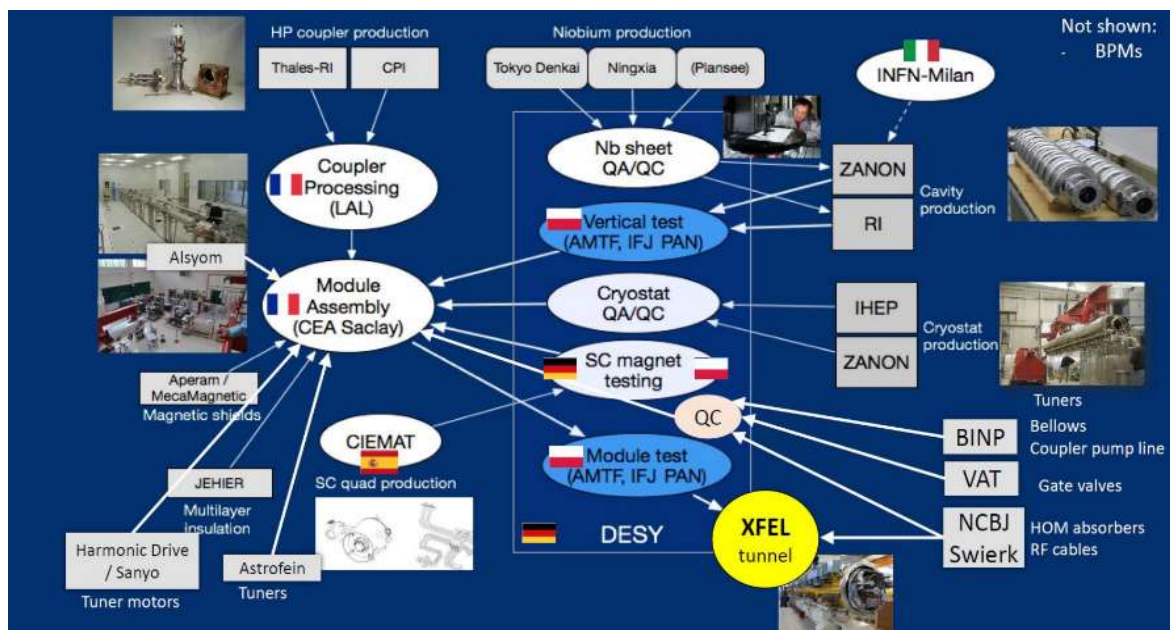 HP coupler production
Thales-RI
CPI
Niobium production
Tokyo Denkai
Ningxia
(Plansee)
INFN-Milan
Not shown:
- BPMs
Coupler
Processing
(LAL)
Nb sheet
QA/QC
ZANON
RI
Cavity
production
Vertical test
(AMTF, IFJ PAN)
Alsyom
Module
Assembly
(CEA Saclay)
Cryostat
QA/QC
IHEP
ZANON
Cryostat
production
SC magnet
testing
Aperam /
MecaMagnetic
Magnetic shields
QC
Tuners
BINP
Bellows
Coupler pump line
CIEMAT
SC quad production
Module test
(AMTF, IFJ PAN)
VAT
Gate valves
JEHIER
Multilayer
insulation
DESY
XFEL
tunnel
NCBJ
Swierk
HOM absorbers
RF cables
Harmonic Drive
/ Sanyo
Tuner motors
Astrofein
Tuners